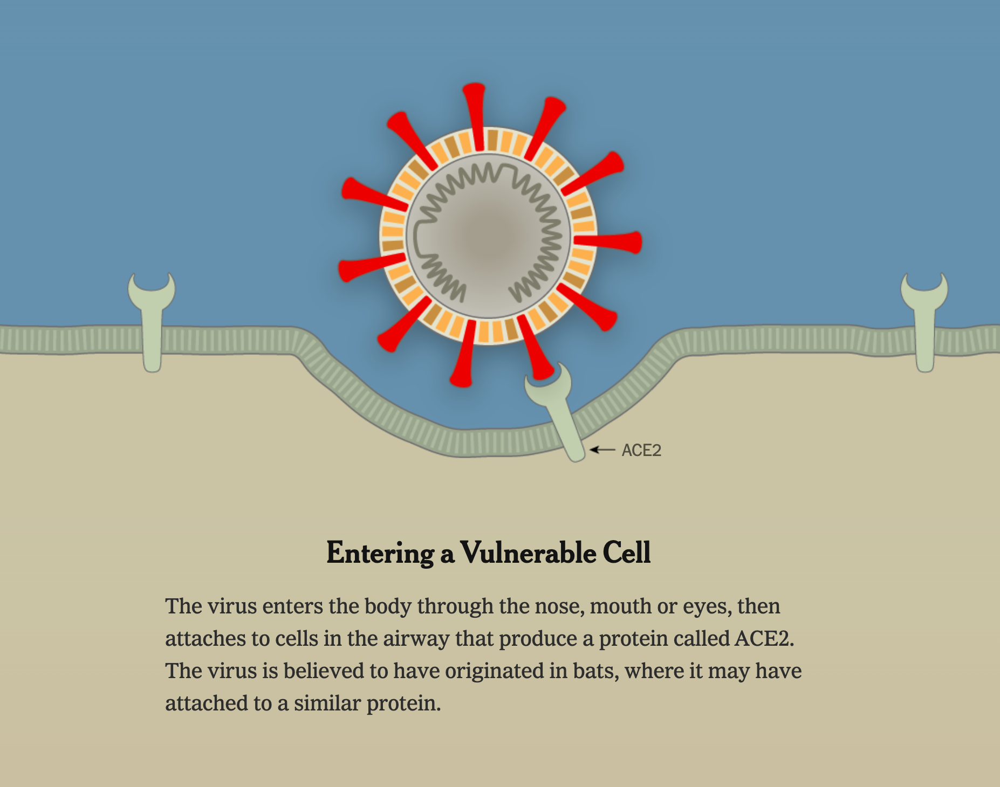 ACE2
Entering a Vulnerable Cell
The virus enters the body through the nose, mouth or eyes, then
attaches to cells in the airway that produce a protein called ACE2.
The virus is believed to have originated in bats, where it may have
attached to a similar protein.